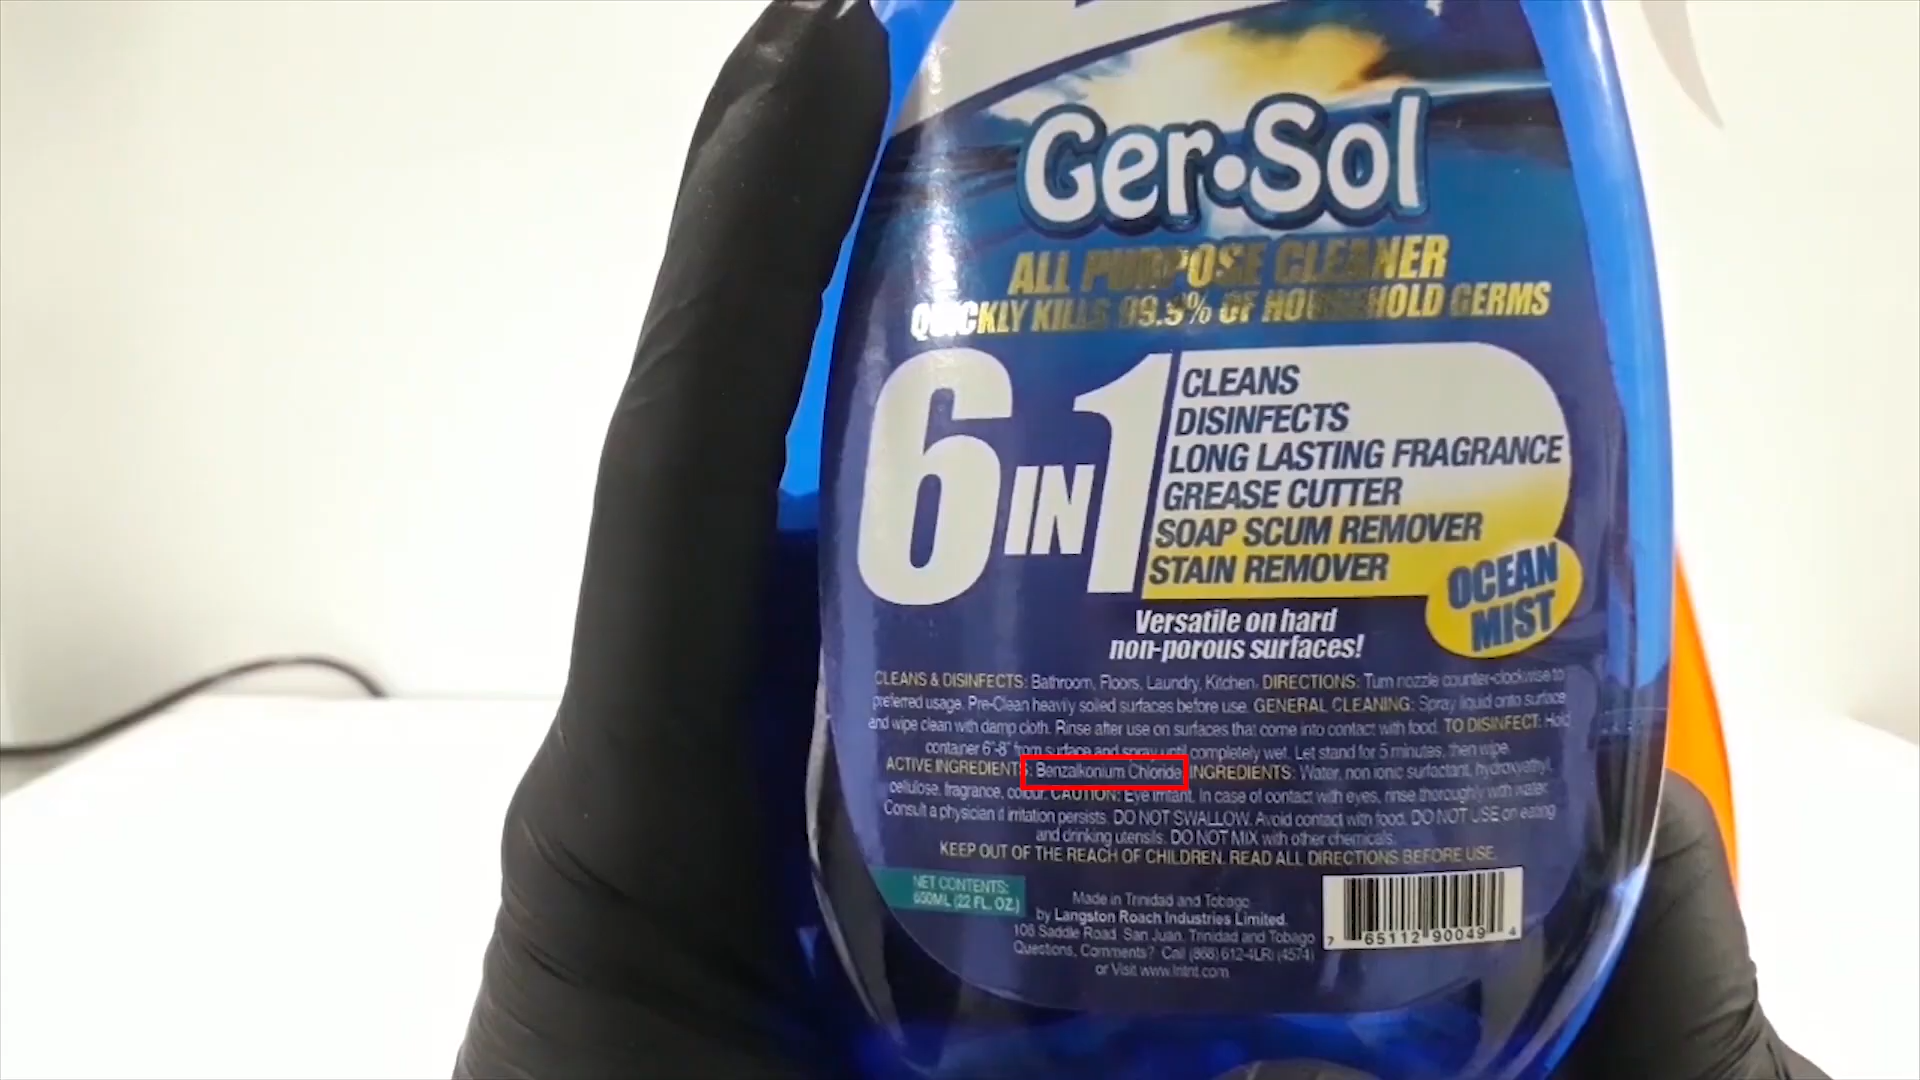 Ger•Sol
ALL PURPOSE CLEANER
QUICKLY KILLS 99.9% OF HOUSEHOLD GERMS
6 IN 1
CLEANS
DISINFECTS
LONG LASTING FRAGRANCE
GREASE CUTTER
SOAP SCUM REMOVER
STAIN REMOVER
OCEAN
MIST
Versatile on hard
non-porous surfaces!
CLEANS & DISINFECTS: Bathroom, Floors, Laundry, Kitchen. DIRECTIONS: Turn nozzle counter-clockwise to
preferred usage. Pre-Clean heavily soiled surfaces before use. GENERAL CLEANING: Spray liquid onto surface
and wipe clean with damp cloth. Rinse after use on surfaces that come into contact with food. TO DISINFECT: Hold
container 6"-8" from surface and spray until completely wet. Let stand for 5 minutes, then wipe.
ACTIVE INGREDIENTS: Benzalkonium Chloride. INGREDIENTS: Water, non ionic surfactant, hydroxyethyl,
cellulose, fragrance, colour. CAUTION: Eye irritant. In case of contact with eyes, rinse thoroughly with water.
Consult a physician if irritation persists. DO NOT SWALLOW. Avoid contact with food. DO NOT USE on eating
and drinking utensils. DO NOT MIX with other chemicals.
KEEP OUT OF THE REACH OF CHILDREN. READ ALL DIRECTIONS BEFORE USE.
NET CONTENTS:
650ML (22 FL. OZ.)
Made in Trinidad and Tobago
by Langston Roach Industries Limited.
106 Saddle Road, San Juan, Trinidad and Tobago
Questions, Comments? Call (868) 612-4LRI (4574)
or Visit www.lritnt.com
7 65112 90049 4